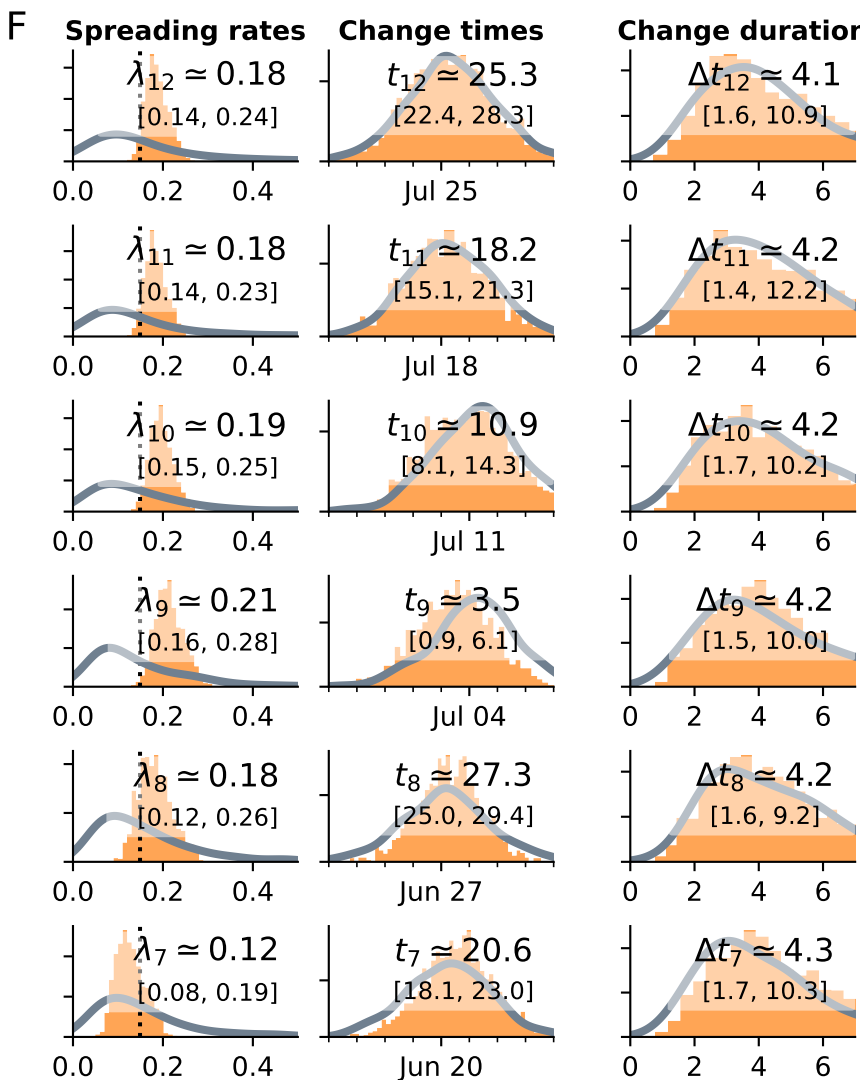 F
Spreading rates Change times Change duration
λ12 ≃ 0.18 t12 ≃ 25.3 Δt12 ≃ 4.1
[0.14, 0.24] [22.4, 28.3] [1.6, 10.9]
0.0 0.2 0.4 Jul 25 0 2 4 6
λ11 ≃ 0.18 t11 ≃ 18.2 Δt11 ≃ 4.2
[0.14, 0.23] [15.1, 21.3] [1.4, 12.2]
0.0 0.2 0.4 Jul 18 0 2 4 6
λ10 ≃ 0.19 t10 ≃ 10.9 Δt10 ≃ 4.2
[0.15, 0.25] [8.1, 14.3] [1.7, 10.2]
0.0 0.2 0.4 Jul 11 0 2 4 6
λ9 ≃ 0.21 t9 ≃ 3.5 Δt9 ≃ 4.2
[0.16, 0.28] [0.9, 6.1] [1.5, 10.0]
0.0 0.2 0.4 Jul 04 0 2 4 6
λ8 ≃ 0.18 t8 ≃ 27.3 Δt8 ≃ 4.2
[0.12, 0.26] [25.0, 29.4] [1.6, 9.2]
0.0 0.2 0.4 Jun 27 0 2 4 6
λ7 ≃ 0.12 t7 ≃ 20.6 Δt7 ≃ 4.3
[0.08, 0.19] [18.1, 23.0] [1.7, 10.3]
0.0 0.2 0.4 Jun 20 0 2 4 6